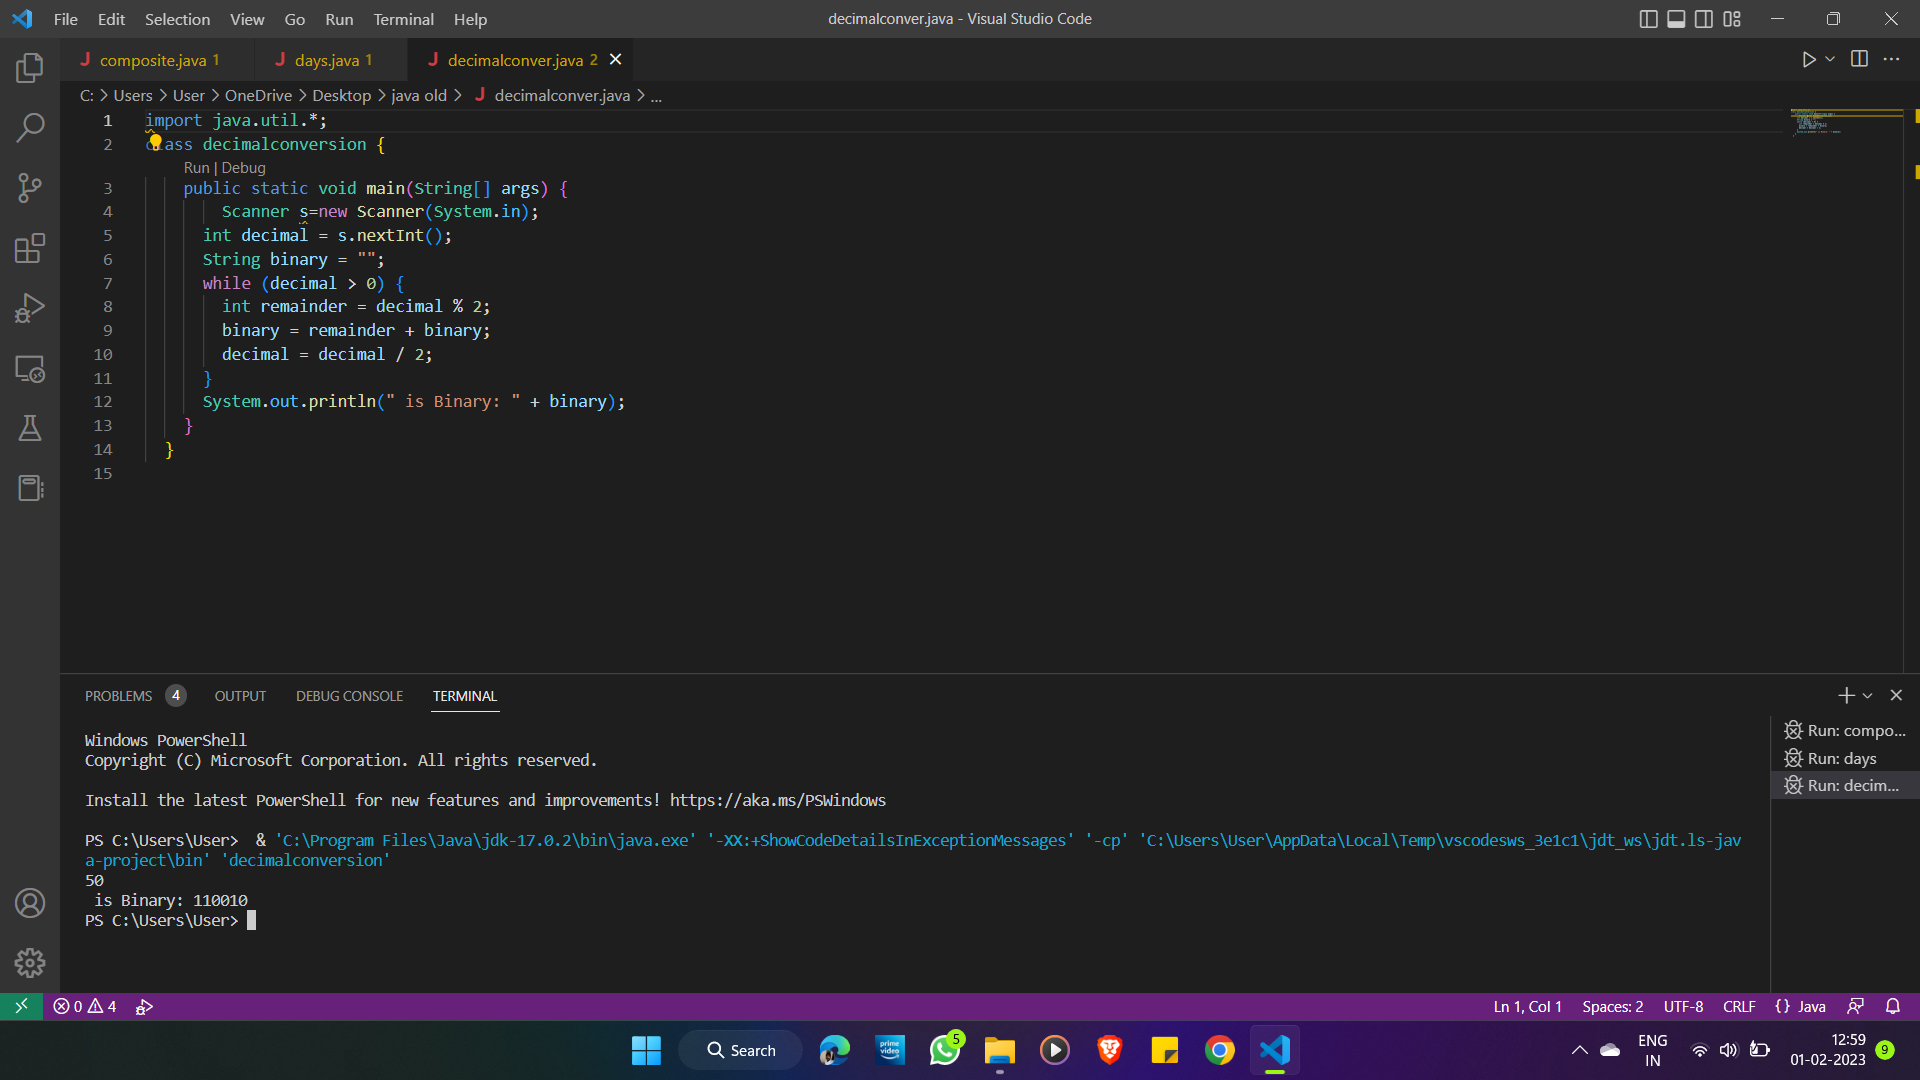 File Edit Selection View Go Run Terminal Help decimalconver.java - Visual Studio Code
composite.java 1 days.java 1 decimalconver.java 2
C: > Users > User > OneDrive > Desktop > java old > decimalconver.java > ...
1 import java.util.*;
2 class decimalconversion {
Run | Debug
3 public static void main(String[] args) {
4 Scanner s=new Scanner(System.in);
5 int decimal = s.nextInt();
6 String binary = "";
7 while (decimal > 0) {
8 int remainder = decimal % 2;
9 binary = remainder + binary;
10 decimal = decimal / 2;
11 }
12 System.out.println(" is Binary: " + binary);
13 }
14 }
15
PROBLEMS 4 OUTPUT DEBUG CONSOLE TERMINAL
Windows PowerShell
Copyright (C) Microsoft Corporation. All rights reserved.
Install the latest PowerShell for new features and improvements! https://aka.ms/PSWindows
PS C:\Users\User>  & 'C:\Program Files\Java\jdk-17.0.2\bin\java.exe' '-XX:+ShowCodeDetailsInExceptionMessages' '-cp' 'C:\Users\User\AppData\Local\Temp\vscodesws_3e1c1\jdt_ws\jdt.ls-jav
a-project\bin' 'decimalconversion'
50
 is Binary: 110010
PS C:\Users\User>
Run: compo...
Run: days
Run: decim...
0 4 Ln 1, Col 1 Spaces: 2 UTF-8 CRLF {} Java
Search prime video 5 ENG 12:59 9
IN 01-02-2023